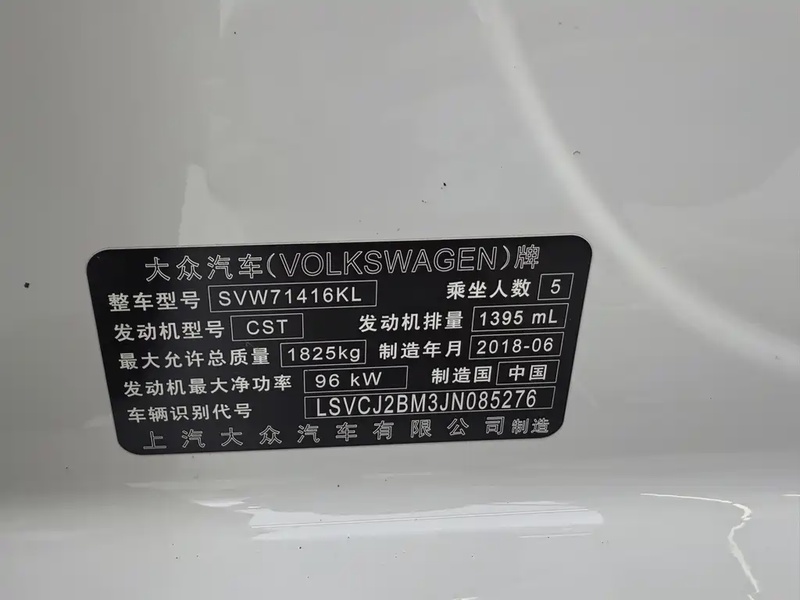 大众汽车(VOLKSWAGEN)牌
整车型号 SVW71416KL 乘坐人数 5
发动机型号 CST 发动机排量 1395 mL
最大允许总质量 1825kg 制造年月 2018-06
发动机最大净功率 96 kW 制造国 中国
车辆识别代号 LSVCJ2BM3JN085276
上汽大众汽车有限公司制造